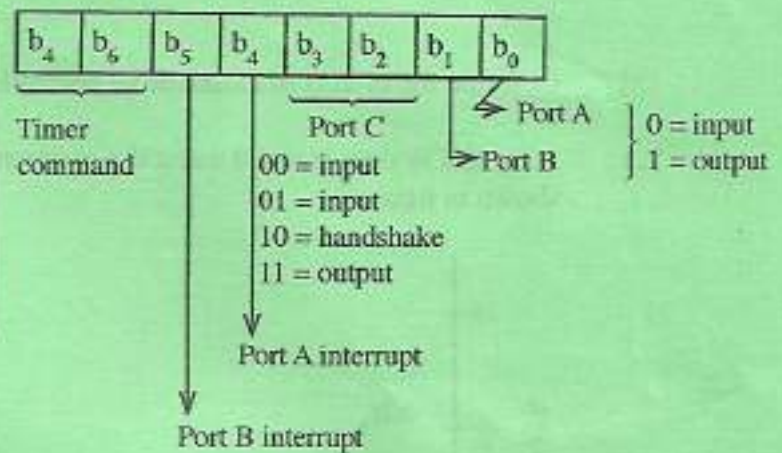 b₄ b₆ b₅ b₄ b₃ b₂ b₁ b₀
Timer
command
Port C
00 = input
01 = input
10 = handshake
11 = output
Port A
Port B
0 = input
1 = output
Port A interrupt
Port B interrupt